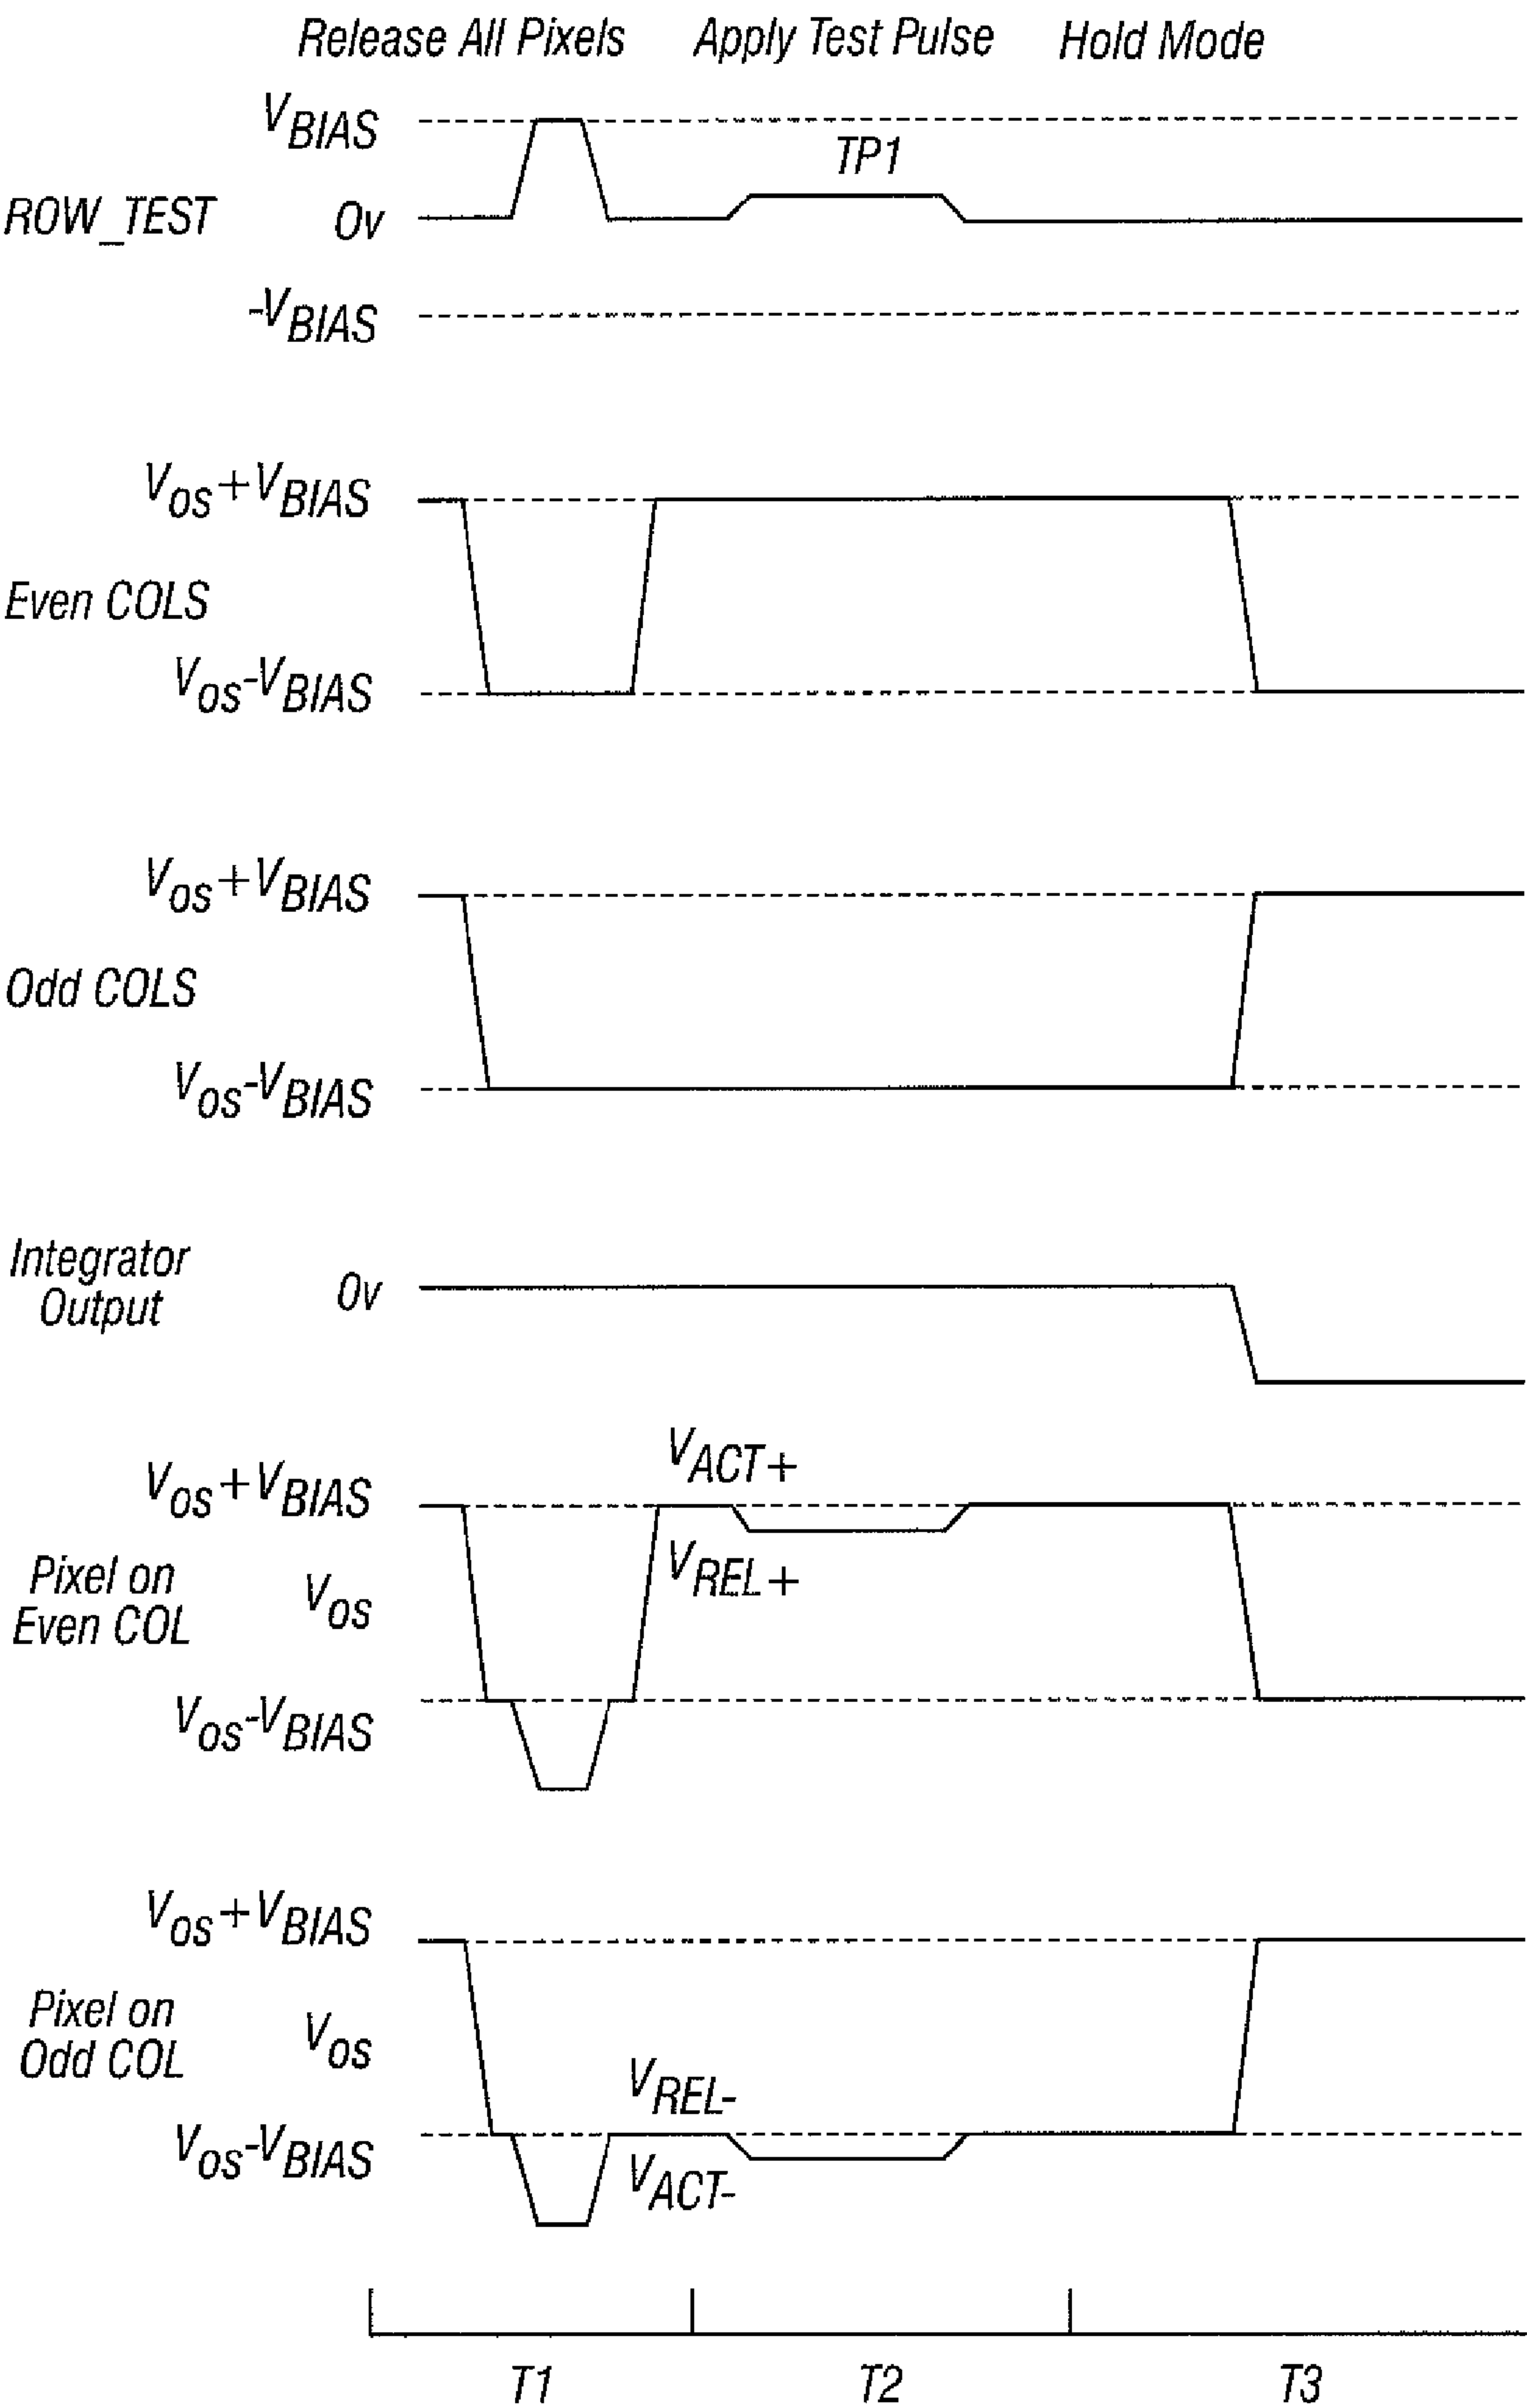 Release All Pixels Apply Test Pulse Hold Mode
VBIAS
TP1
ROW_TEST 0v
-VBIAS
Vos+VBIAS
Even COLS
Vos-VBIAS
Vos+VBIAS
Odd COLS
Vos-VBIAS
Integrator
Output
0v
VACT+
Vos+VBIAS
VREL+
Pixel on
Even COL
Vos
Vos-VBIAS
Vos+VBIAS
Pixel on
Odd COL
Vos
VREL-
Vos-VBIAS
VACT-
T1 T2 T3